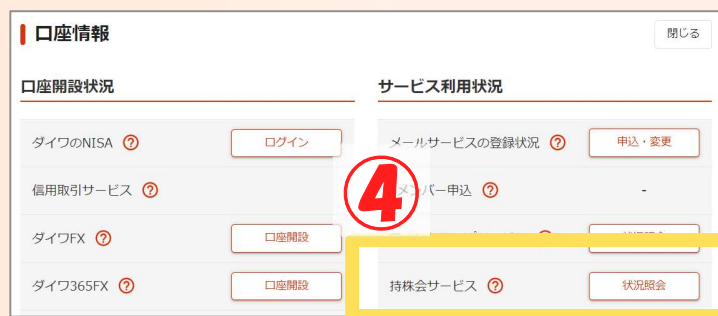 口座情報
閉じる
口座開設状況
ダイワのNISA ?
ログイン
信用取引サービス ?
ダイワFX ?
口座開設
ダイワ365FX ?
口座開設
サービス利用状況
メールサービスの登録状況 ?
申込・変更
メンバー申込 ?
-
④
持株会サービス ?
状況照会